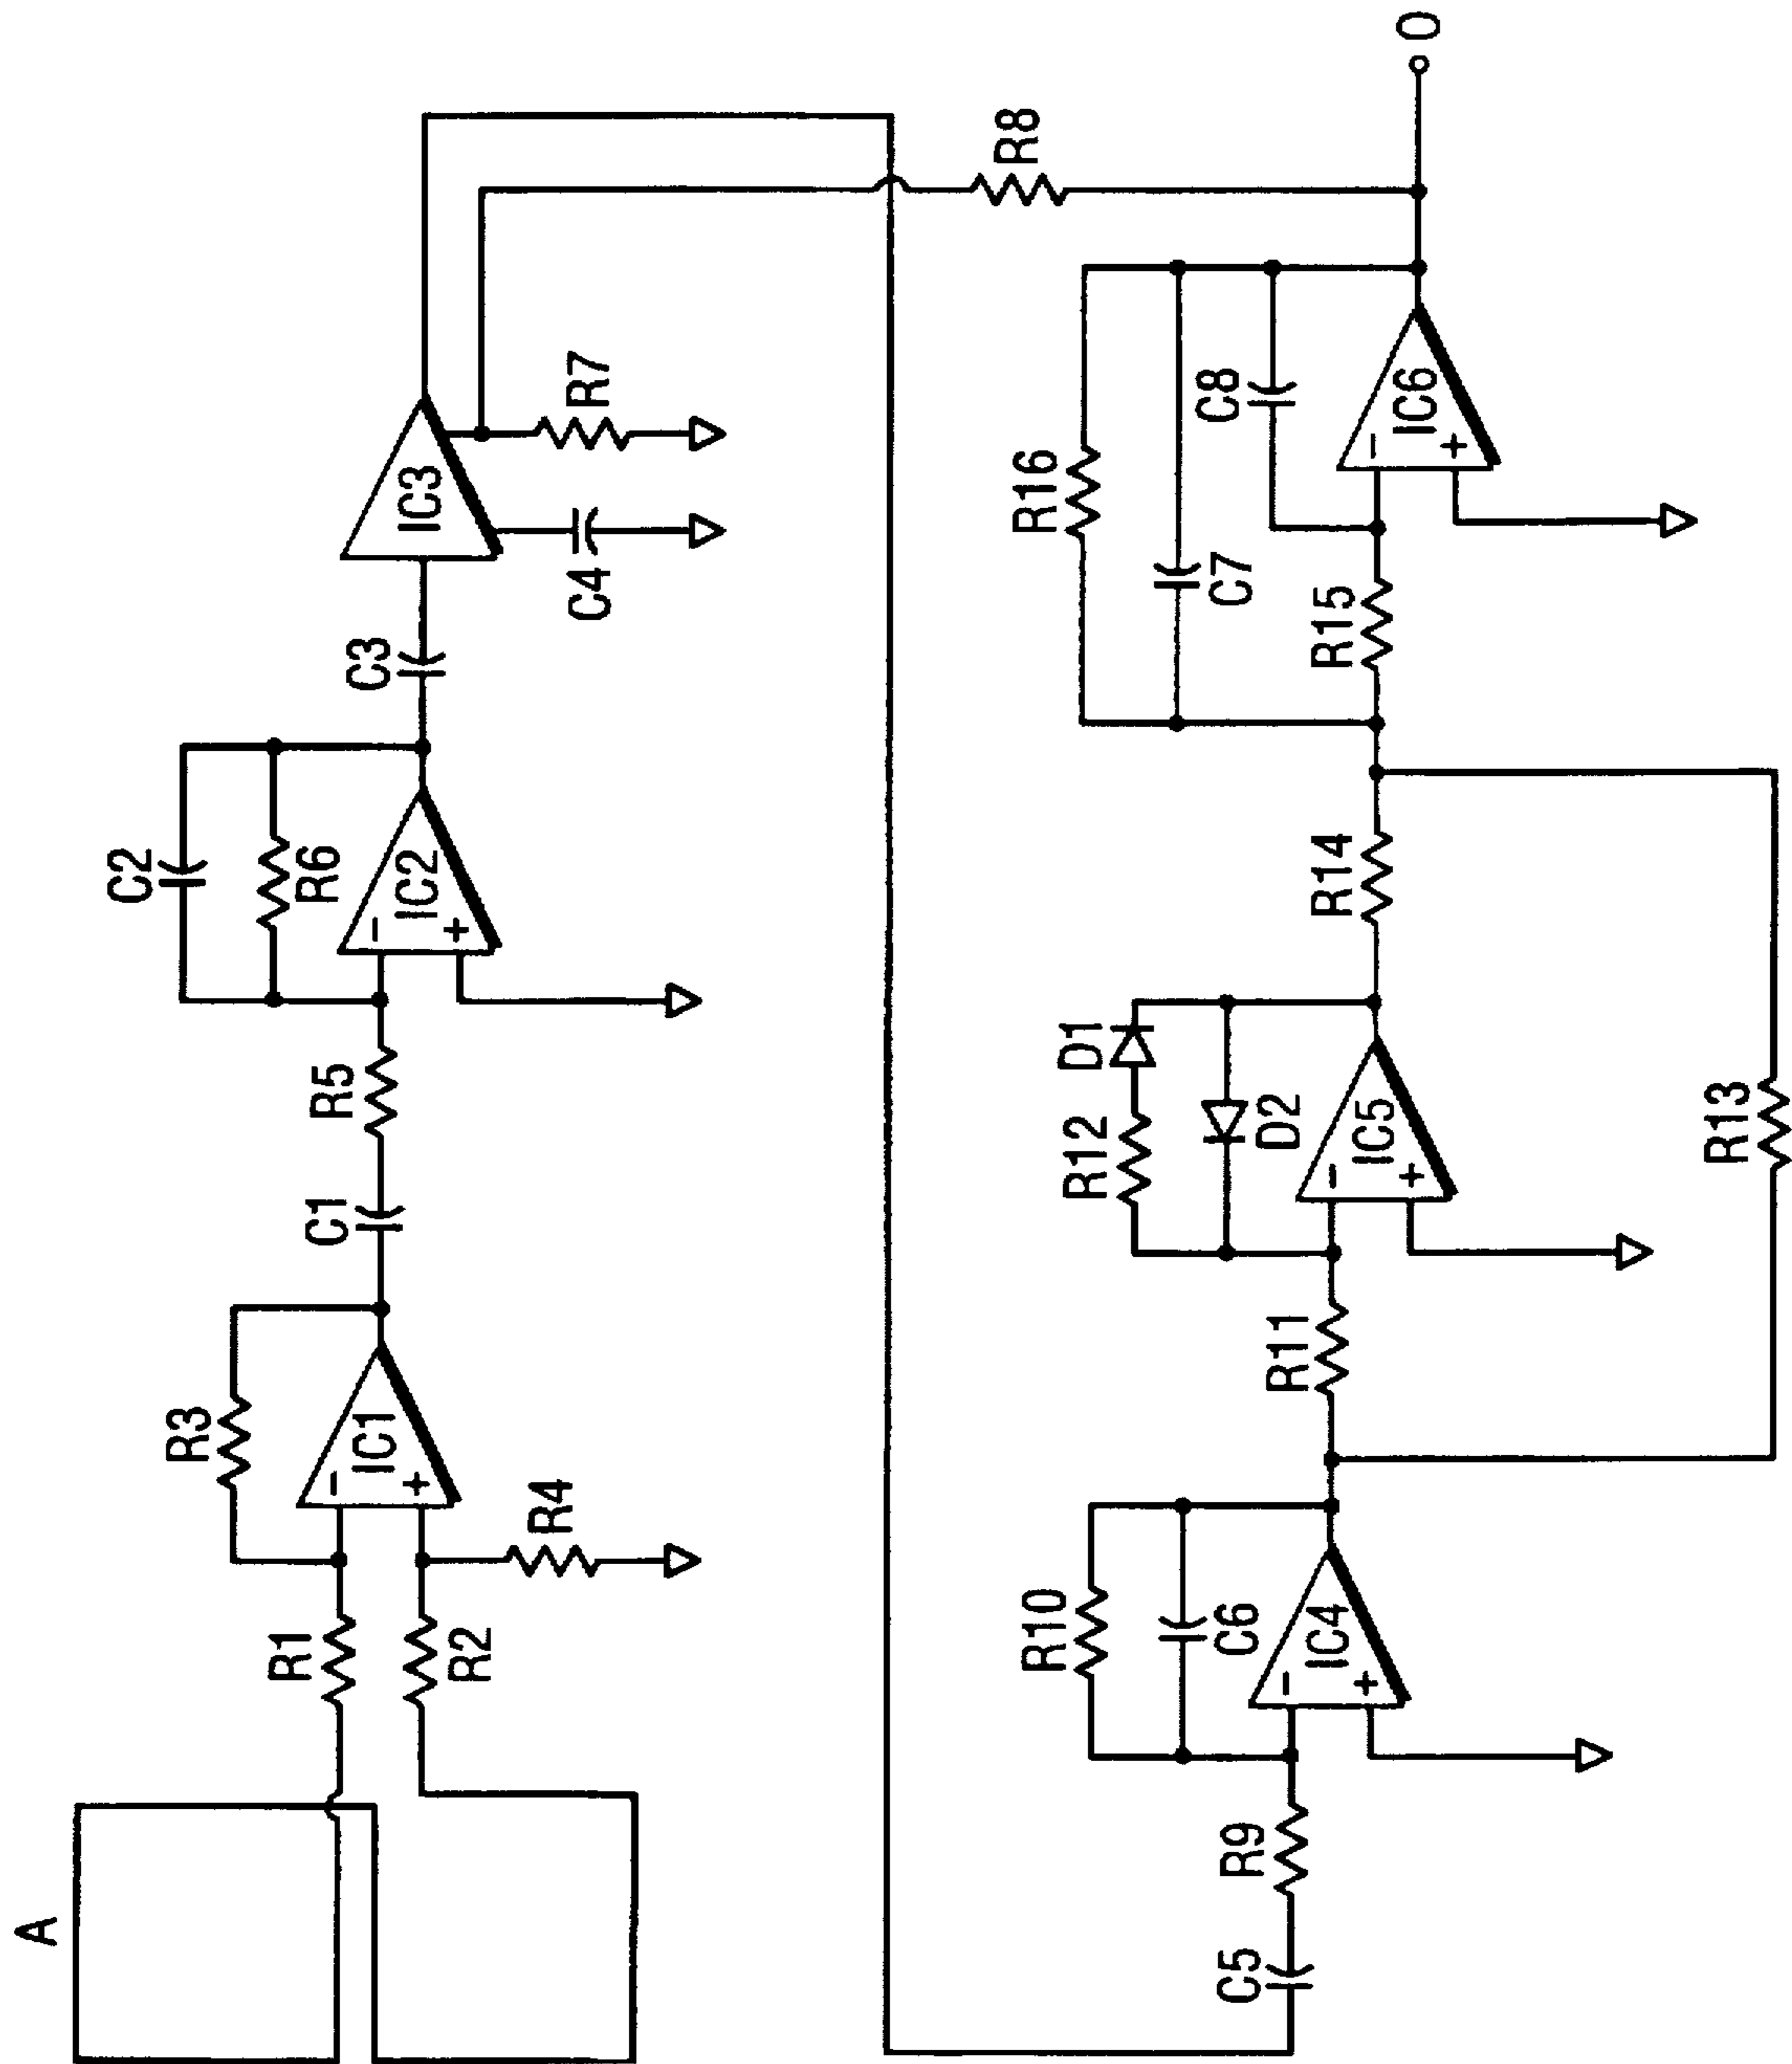 A
R1
R2
R3
IC1
-
+
R4
C1
R5
C2
R6
IC2
-
+
C3
IC3
C4
R7
R8
C5
R9
R10
C6
IC4
-
+
R11
R12
D1
D2
IC5
-
+
R13
R14
R15
R16
C7
C8
IC6
-
+
O